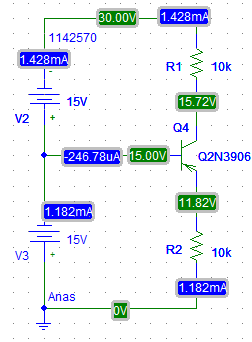 30.00V
1.428mA
1142570
1.428mA
-
R1
10k
15V
15.72V
V2
+
Q4
-246.78uA
15.00V
Q2N3906
1.182mA
11.82V
-
15V
V3
+
R2
10k
1.182mA
Anas
0V